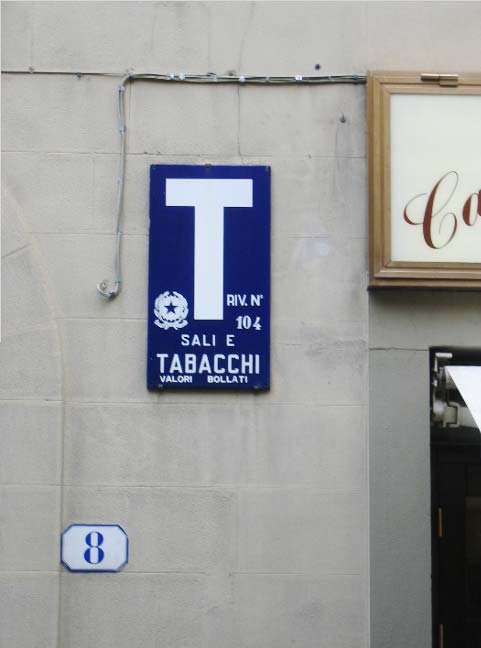 T
RIV. N°
104
SALI E
TABACCHI
VALORI BOLLATI
8